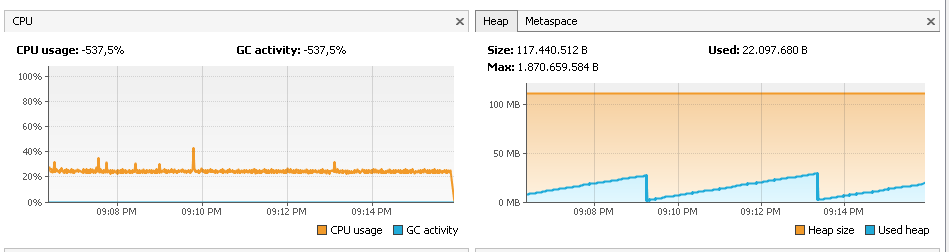 CPU
CPU usage: -537,5% GC activity: -537,5%
100%
80%
60%
40%
20%
0%
09:08 PM 09:10 PM 09:12 PM 09:14 PM
CPU usage GC activity
Heap Metaspace
Size: 117.440.512 B Used: 22.097.680 B
Max: 1.870.659.584 B
100 MB
50 MB
0 MB
09:08 PM 09:10 PM 09:12 PM 09:14 PM
Heap size Used heap